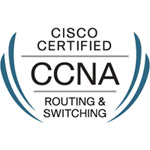 CISCO
CERTIFIED
CCNA
ROUTING &
SWITCHING